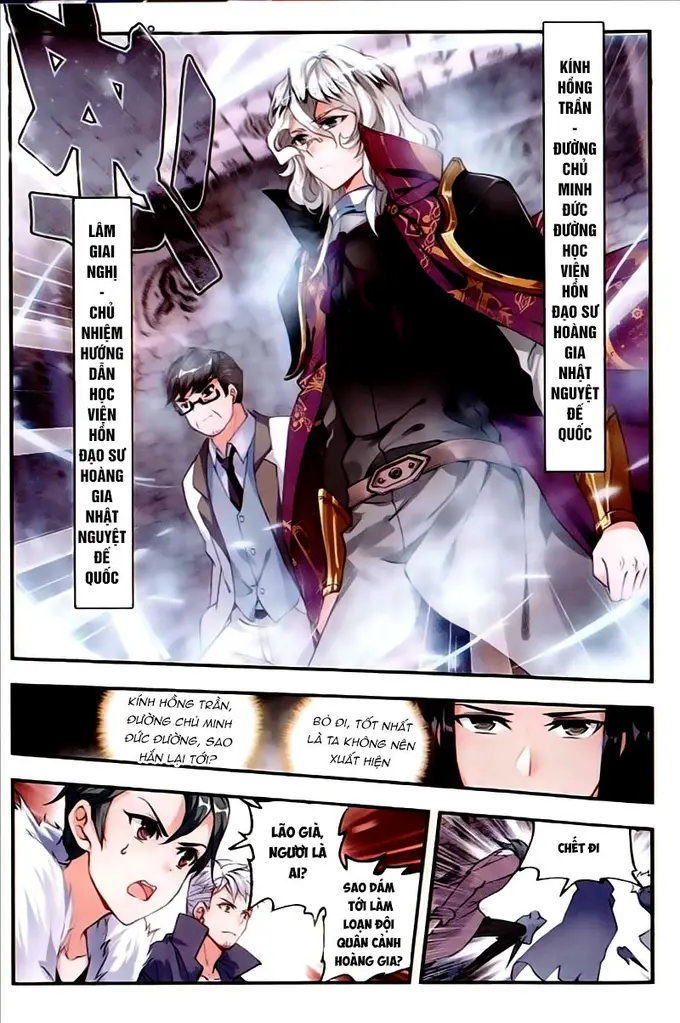 KÍNH
HỒNG
TRẦN
-
ĐƯỜNG
CHỦ
MINH
ĐỨC
ĐƯỜNG
HỌC
VIỆN
HỒN
ĐẠO SƯ
HOÀNG
GIA
NHẬT
NGUYỆT
ĐẾ
QUỐC
LÂM
GIAI
NGHỊ
-
CHỦ
NHIỆM
HƯỚNG
DẪN
HỌC
VIỆN
HỒN
ĐẠO SƯ
HOÀNG
GIA
NHẬT
NGUYỆT
ĐẾ
QUỐC
KÍNH HỒNG TRẦN,
ĐƯỜNG CHỦ MINH
ĐỨC ĐƯỜNG, SAO
HẮN LẠI TỚI?
BỎ ĐI, TỐT NHẤT
LÀ TA KHÔNG NÊN
XUẤT HIỆN
LÃO GIÀ,
NGƯƠI LÀ
AI?
SAO DÁM
TỚI LÀM
LOẠN ĐỘI
QUÂN CẢNH
HOÀNG GIA?
CHẾT ĐI